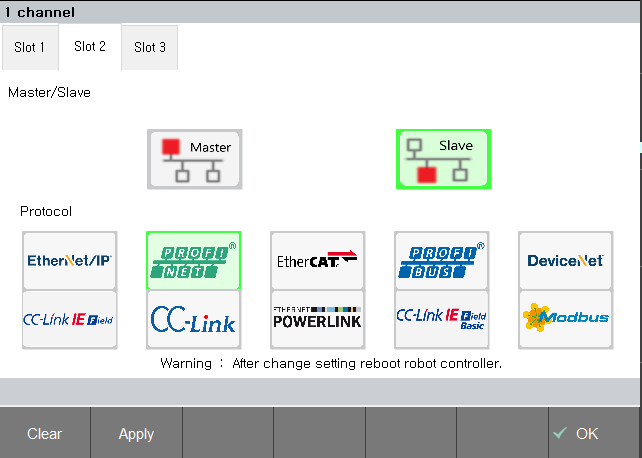 1 channel
Slot 1
Slot 2
Slot 3
Master/Slave
Master
Slave
Protocol
EtherNet/IP
PROFI® NET
EtherCAT
PROFI® BUS
DeviceNet
CC-Link IE Field
CC-Link
ETHERNET POWERLINK
CC-Link IE Field Basic
Modbus
Warning : After change setting reboot robot controller.
Clear
Apply
OK